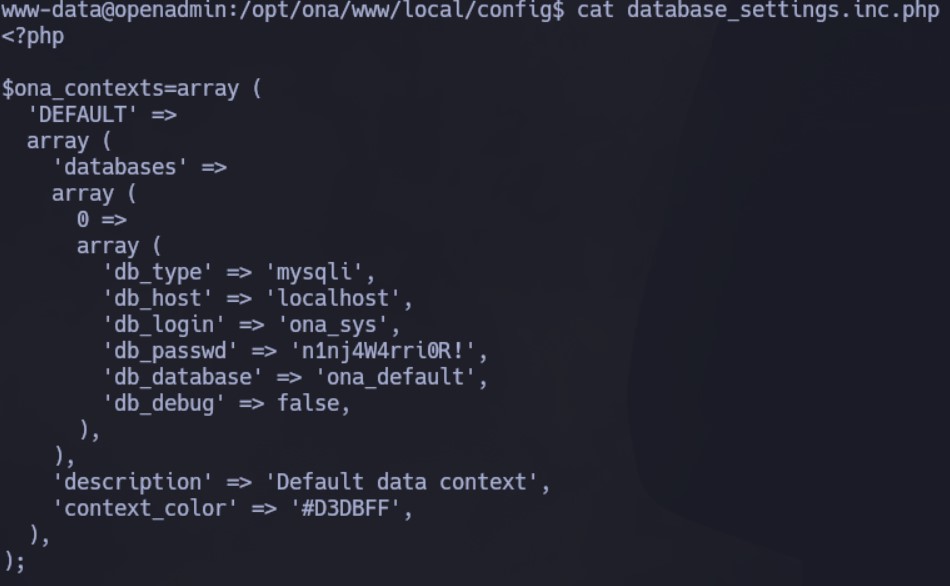 www-data@openadmin:/opt/ona/www/local/config$ cat database_settings.inc.php
<?php

$ona_contexts=array (
  'DEFAULT' =>
  array (
    'databases' =>
    array (
      0 =>
      array (
        'db_type' => 'mysqli',
        'db_host' => 'localhost',
        'db_login' => 'ona_sys',
        'db_passwd' => 'n1nj4W4rri0R!',
        'db_database' => 'ona_default',
        'db_debug' => false,
      ),
    ),
    'description' => 'Default data context',
    'context_color' => '#D3DBFF',
  ),
);